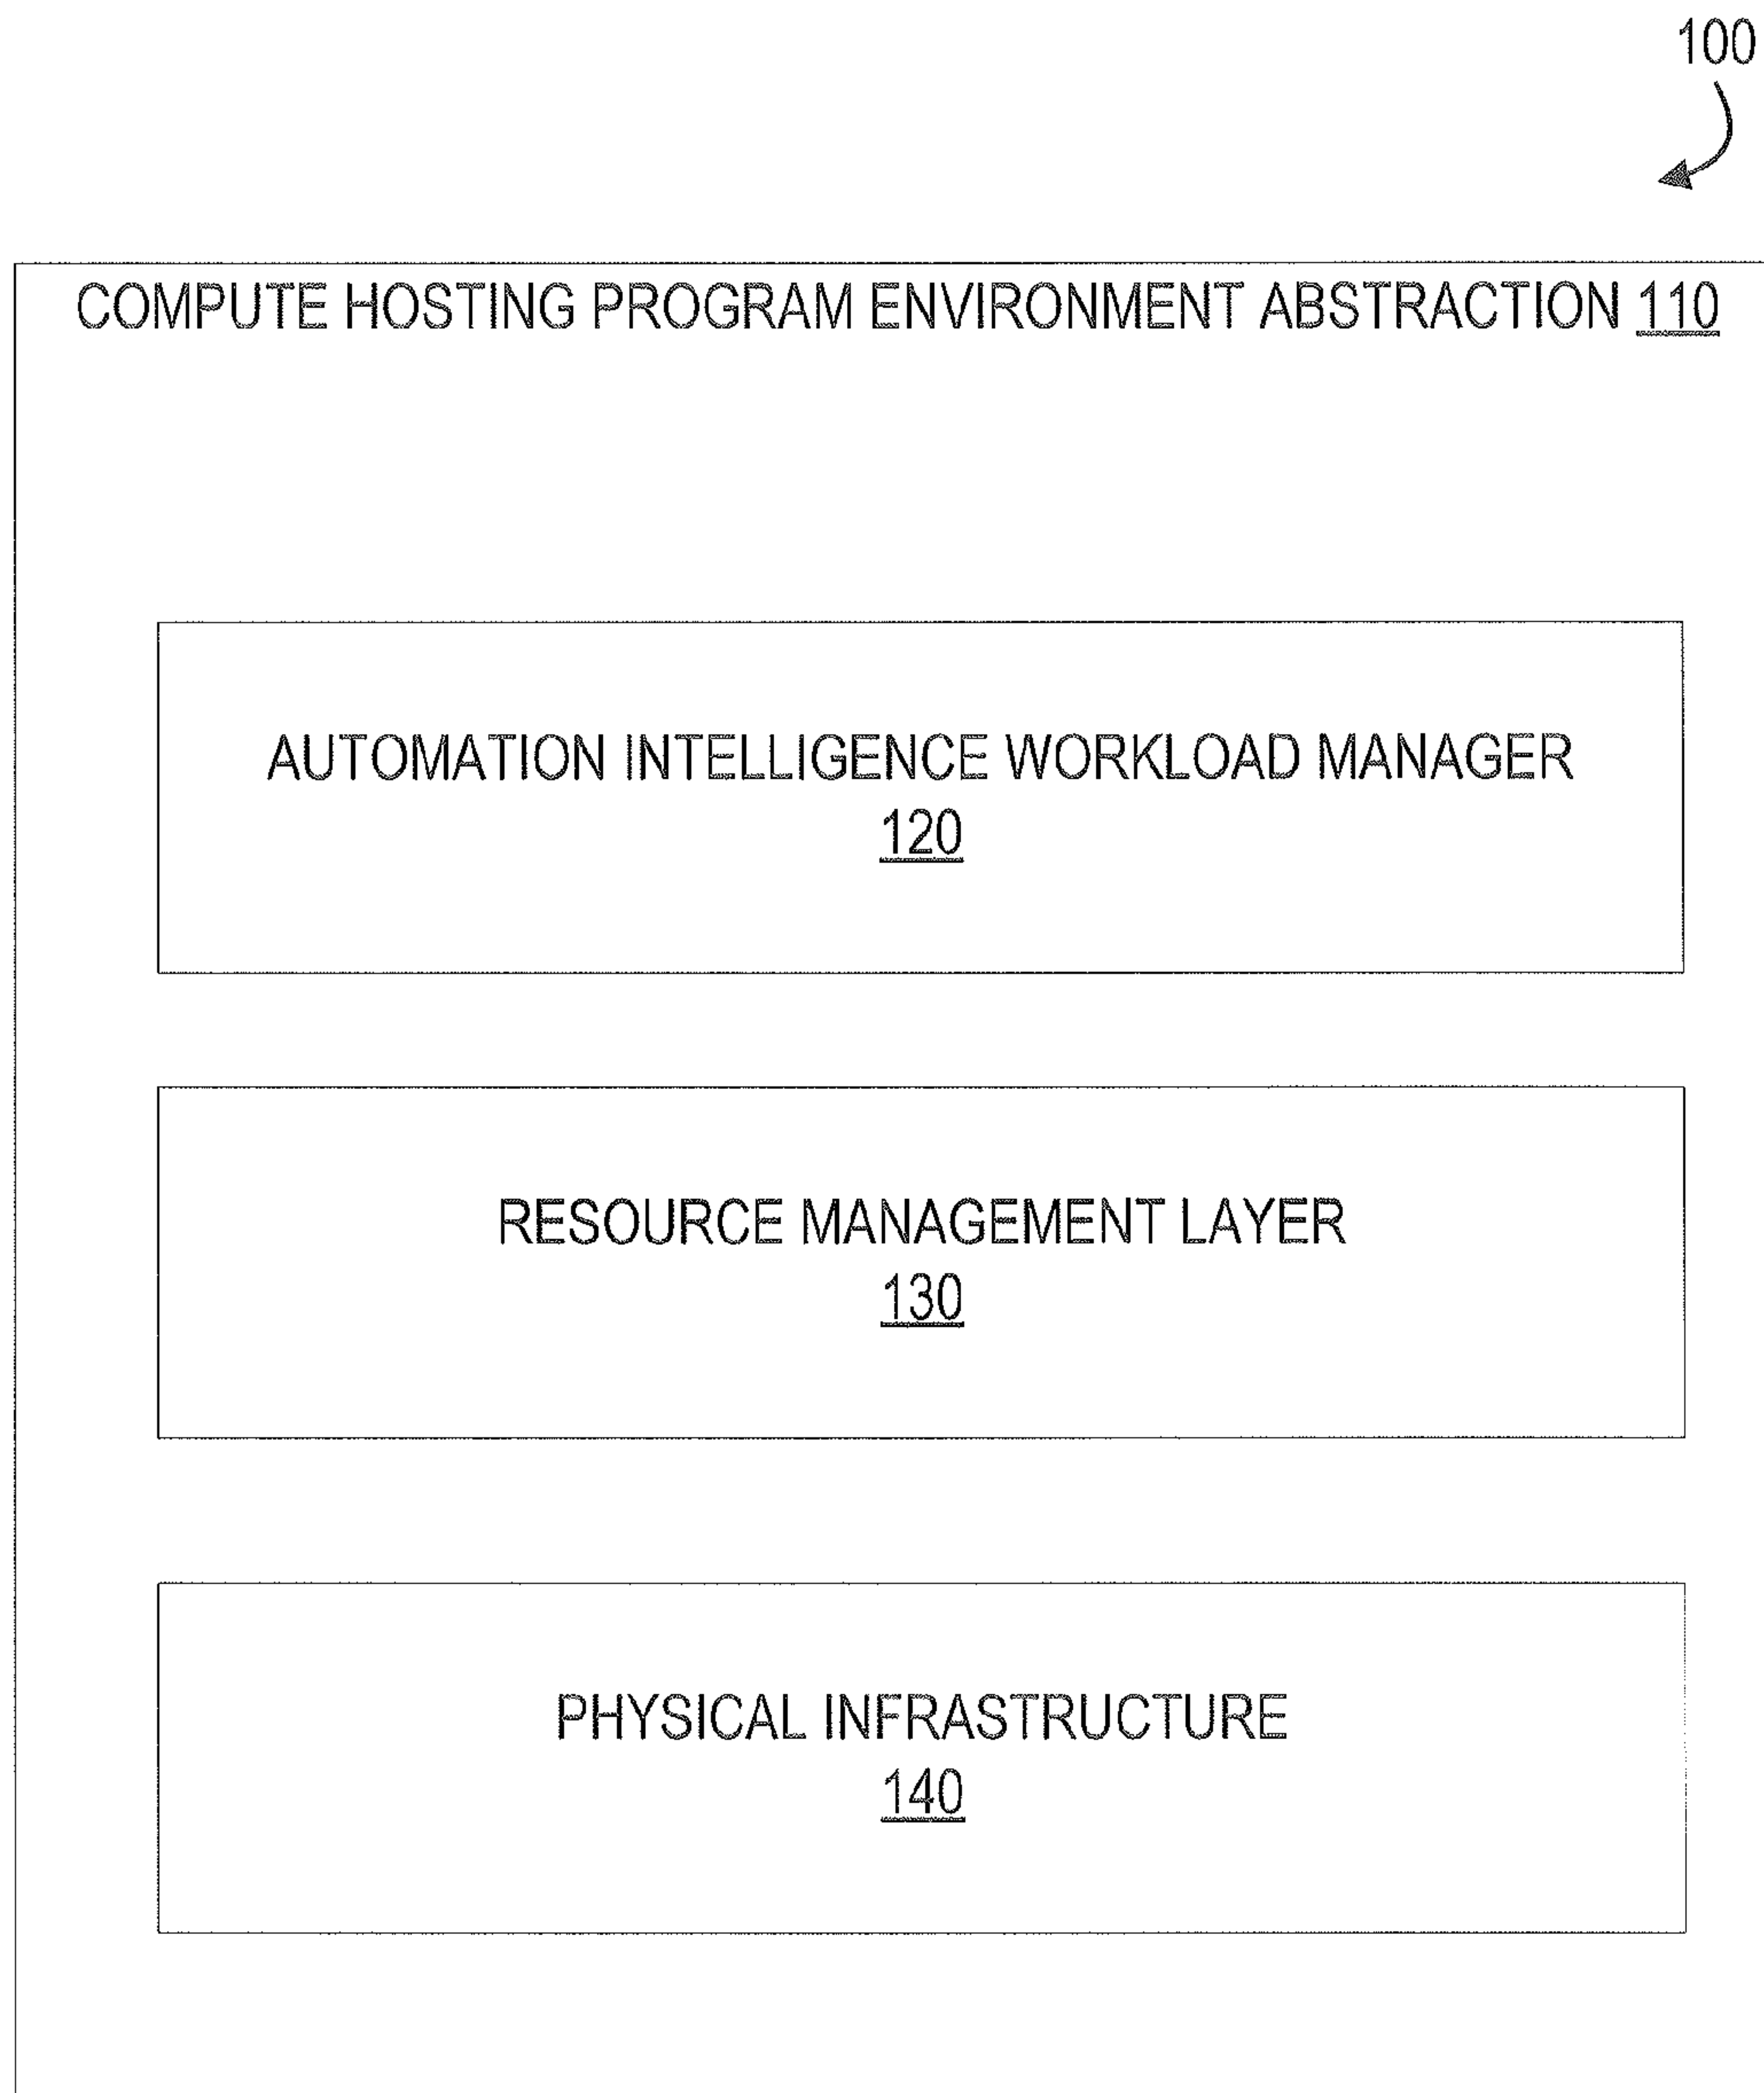 100
COMPUTE HOSTING PROGRAM ENVIRONMENT ABSTRACTION 110
AUTOMATION INTELLIGENCE WORKLOAD MANAGER
120
RESOURCE MANAGEMENT LAYER
130
PHYSICAL INFRASTRUCTURE
140